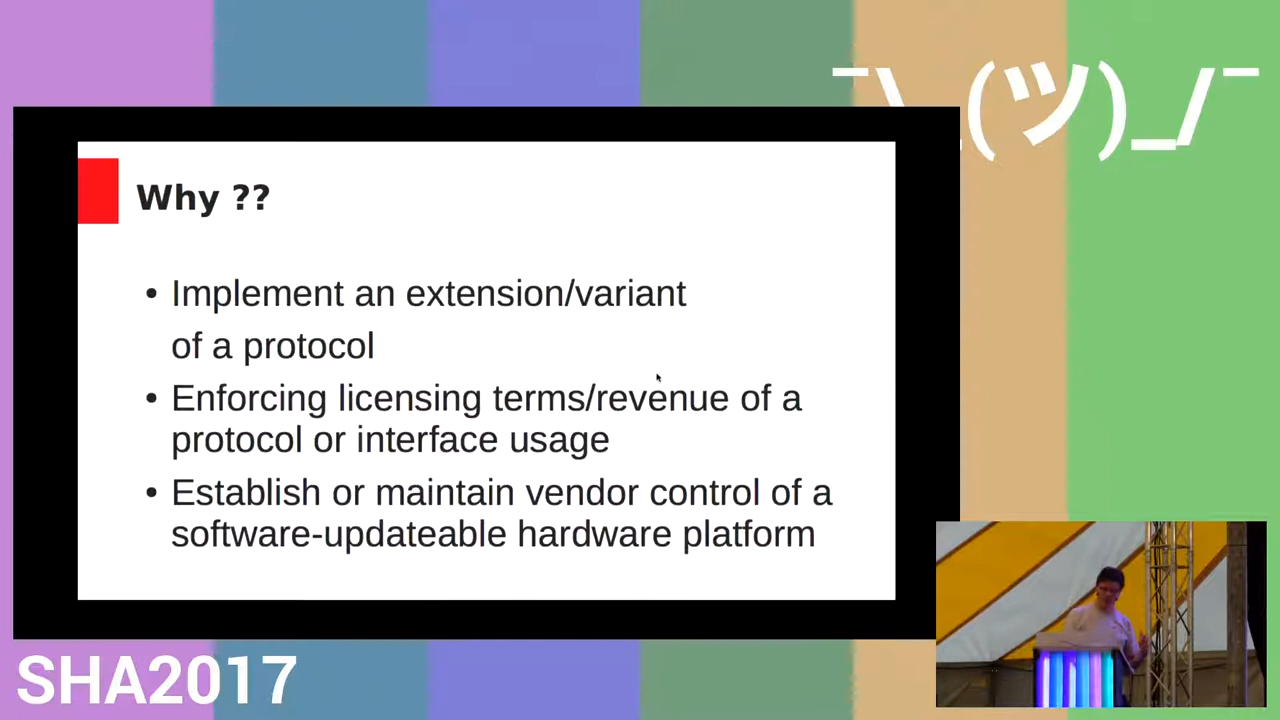 ¯\_(ツ)_/¯
Why ??
• Implement an extension/variant
of a protocol
• Enforcing licensing terms/revenue of a
protocol or interface usage
• Establish or maintain vendor control of a
software-updateable hardware platform
SHA2017